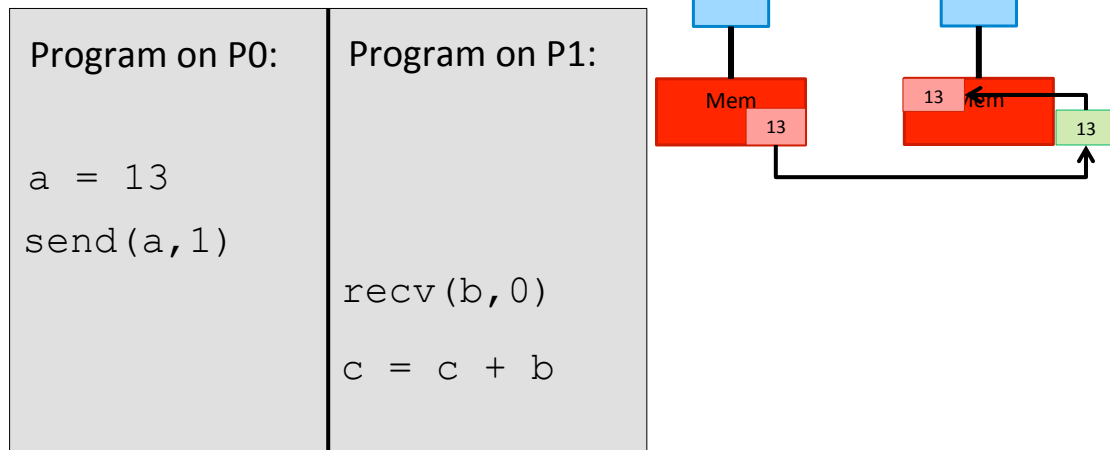 Program on P0:
a = 13
send(a,1)
Program on P1:
recv(b,0)
c = c + b
Mem
13
13
13